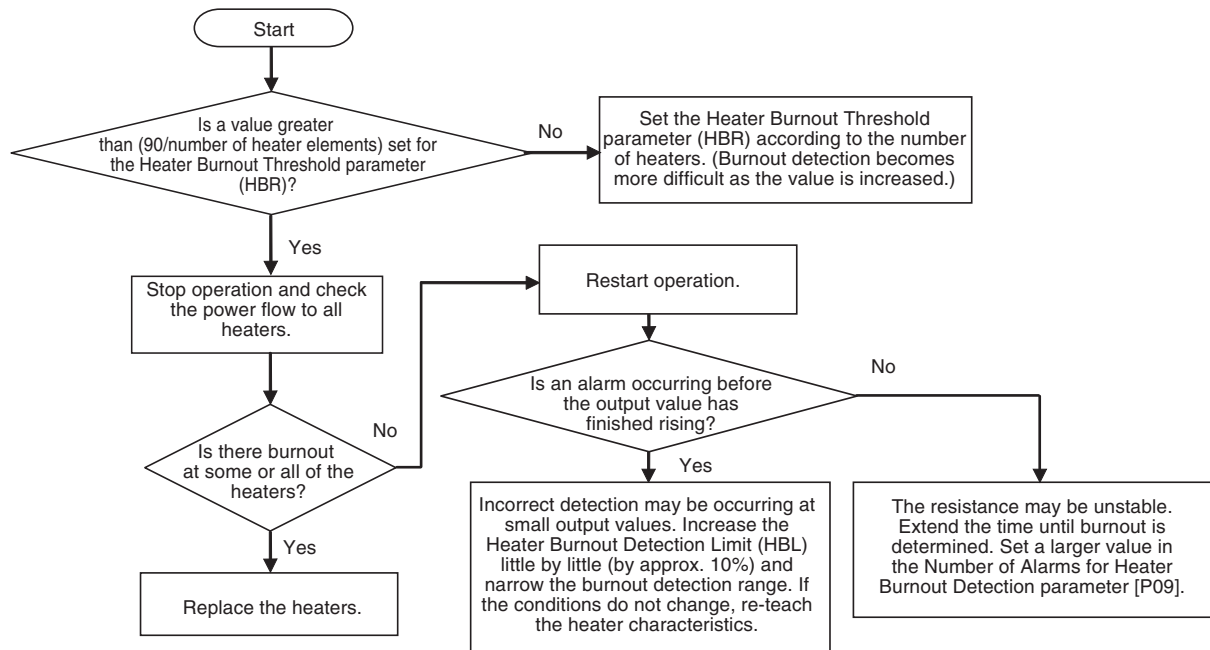 Start
Is a value greater
than (90/number of heater elements) set for
the Heater Burnout Threshold parameter
(HBR)?
No
Set the Heater Burnout Threshold
parameter (HBR) according to the number
of heaters. (Burnout detection becomes
more difficult as the value is increased.)
Yes
Stop operation and check
the power flow to all
heaters.
Is there burnout
at some or all of the
heaters?
No
Yes
Replace the heaters.
Restart operation.
Is an alarm occurring before
the output value has
finished rising?
No
Yes
Incorrect detection may be occurring at
small output values. Increase the
Heater Burnout Detection Limit (HBL)
little by little (by approx. 10%) and
narrow the burnout detection range. If
the conditions do not change, re-teach
the heater characteristics.
The resistance may be unstable.
Extend the time until burnout is
determined. Set a larger value in
the Number of Alarms for Heater
Burnout Detection parameter [P09].